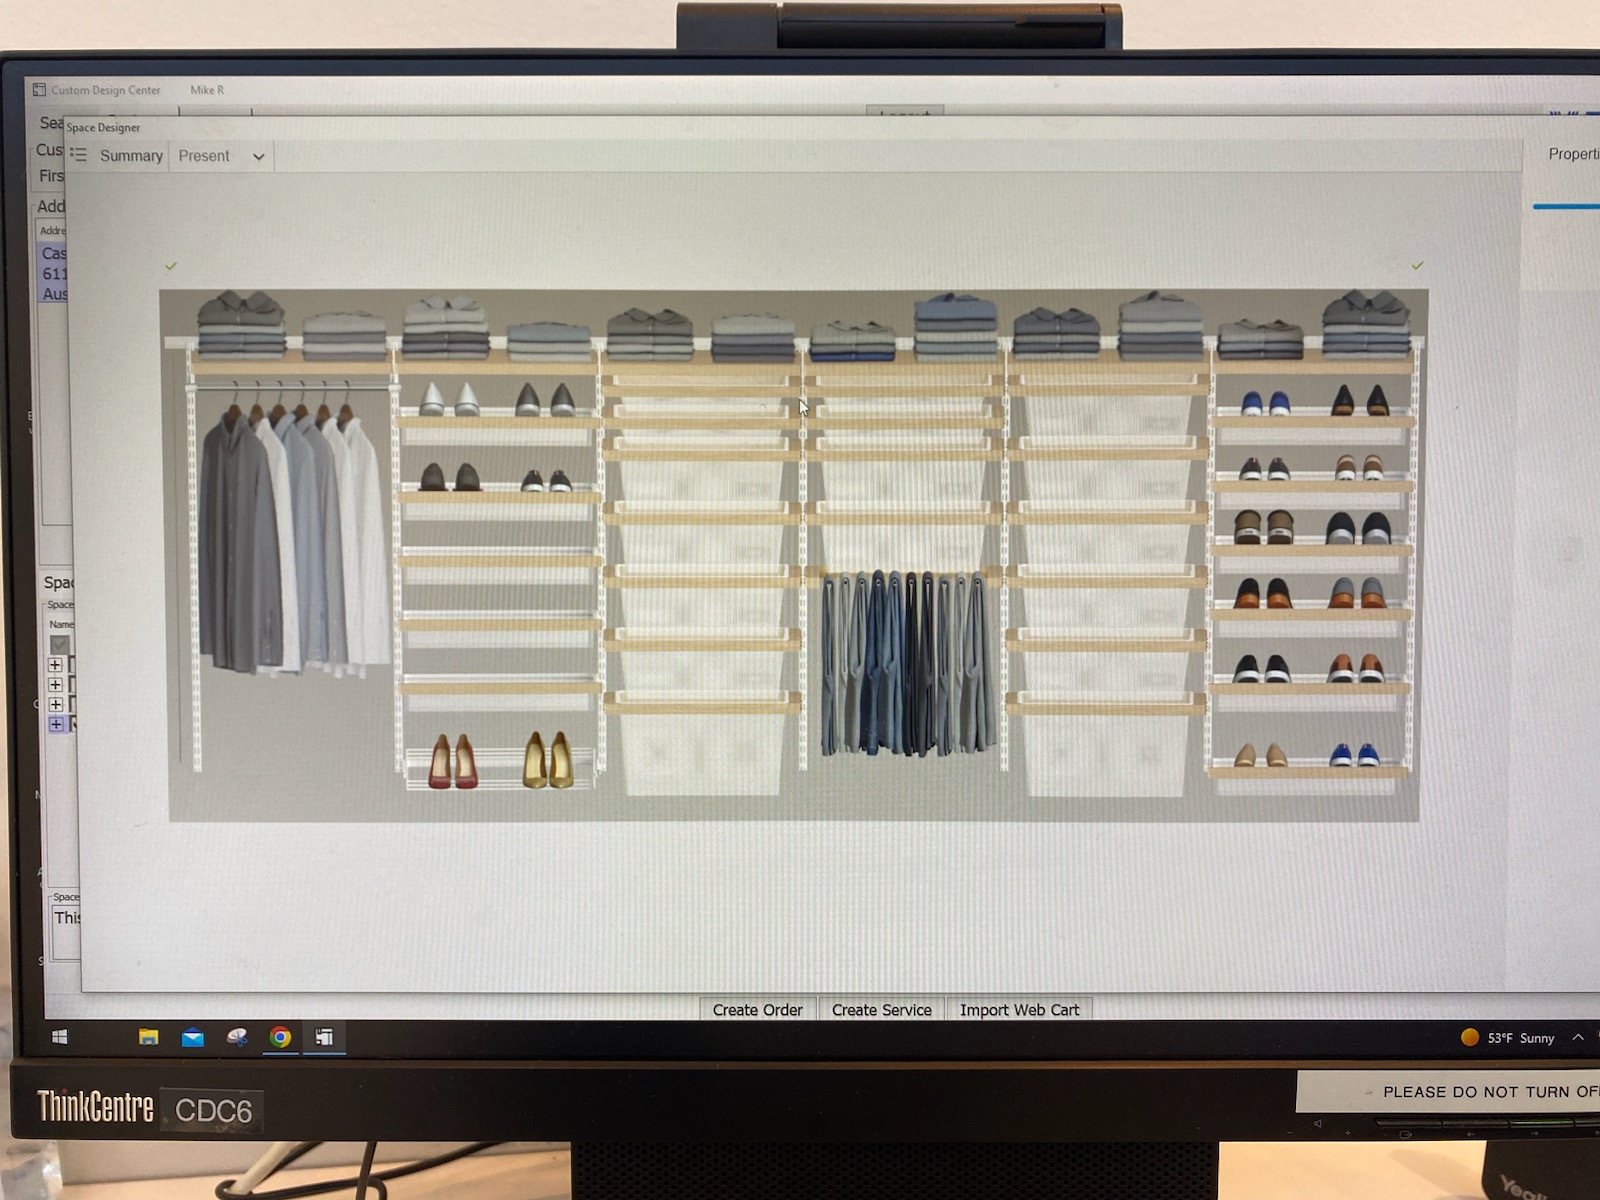 Custom Design Center
Mike R
Sea
Logout
Space Designer
Cus
Summary
Present
Properti
Firs
Add
Addre
Cas
611
Aus
Spac
Space
Name
Space
This
Create Order
Create Service
Import Web Cart
53°F Sunny
ThinkCentre
CDC6
PLEASE DO NOT TURN OF
Yeal